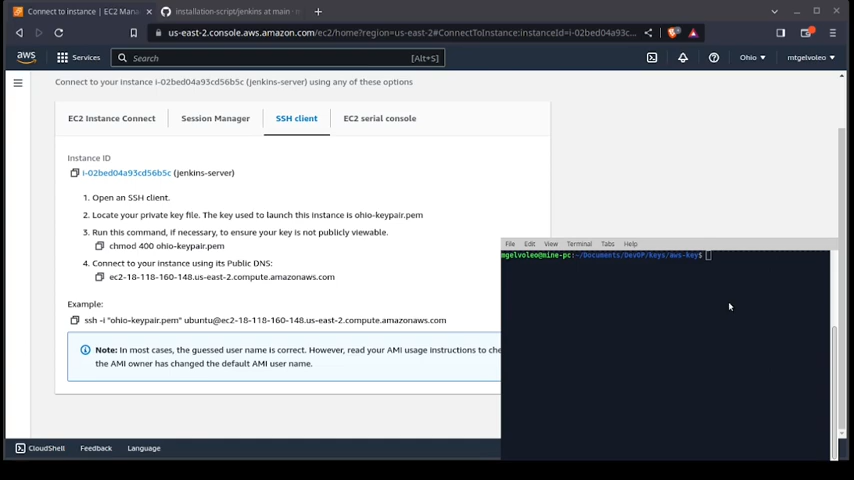 Connect to instance | EC2 Mana
installation-script/jenkins at main · m
us-east-2.console.aws.amazon.com/ec2/home?region=us-east-2#ConnectToInstance:instanceId=i-02bed04a93cd56b5c...
aws
Services
Search
[Alt+S]
Ohio
mtgelvoleo
Connect to your instance i-02bed04a93cd56b5c (jenkins-server) using any of these options
EC2 Instance Connect
Session Manager
SSH client
EC2 serial console
Instance ID
i-02bed04a93cd56b5c (jenkins-server)
1. Open an SSH client.
2. Locate your private key file. The key used to launch this instance is ohio-keypair.pem
3. Run this command, if necessary, to ensure your key is not publicly viewable.
chmod 400 ohio-keypair.pem
4. Connect to your instance using its Public DNS:
ec2-18-118-160-148.us-east-2.compute.amazonaws.com
Example:
ssh -i "ohio-keypair.pem" ubuntu@ec2-18-118-160-148.us-east-2.compute.amazonaws.com
Note: In most cases, the guessed user name is correct. However, read your AMI usage instructions to che
the AMI owner has changed the default AMI user name.
File Edit View Terminal Tabs Help
mgelvoleo@mine-pc:~/Documents/DevOP/keys/aws-key$
CloudShell
Feedback
Language